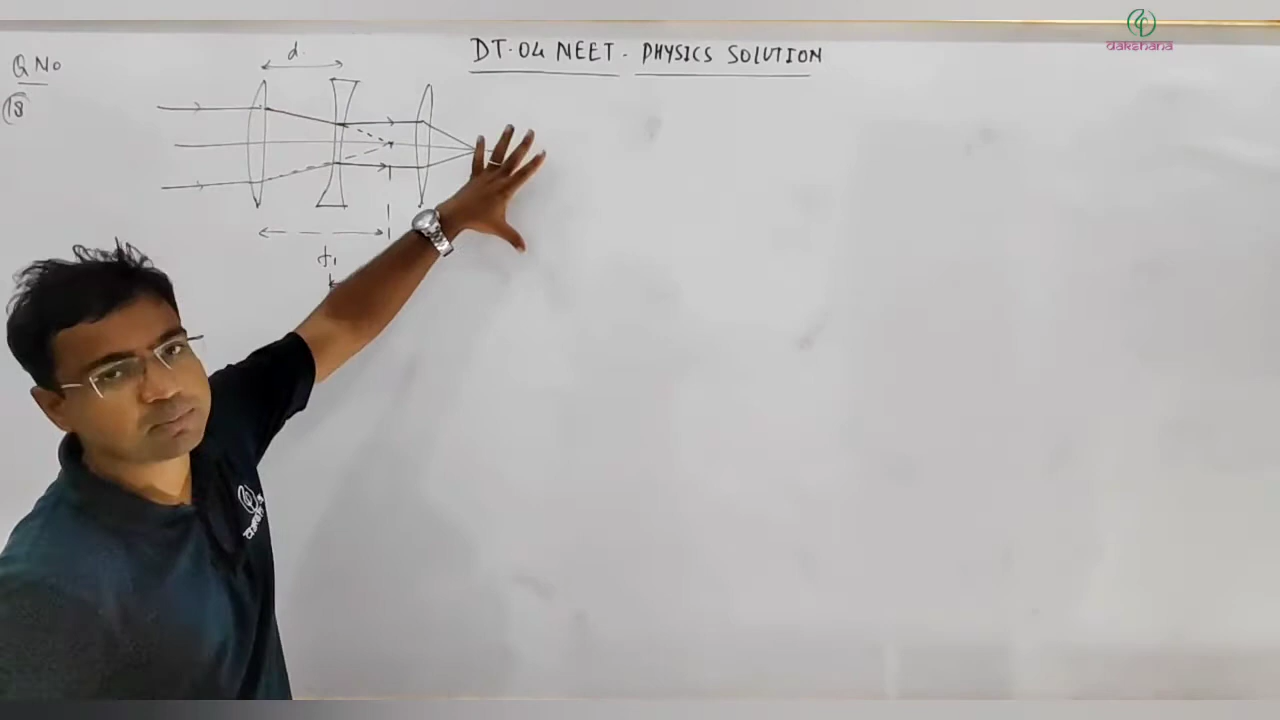 dakshana
DT.04 NEET - PHYSICS SOLUTION
Q No
18
d.
f1